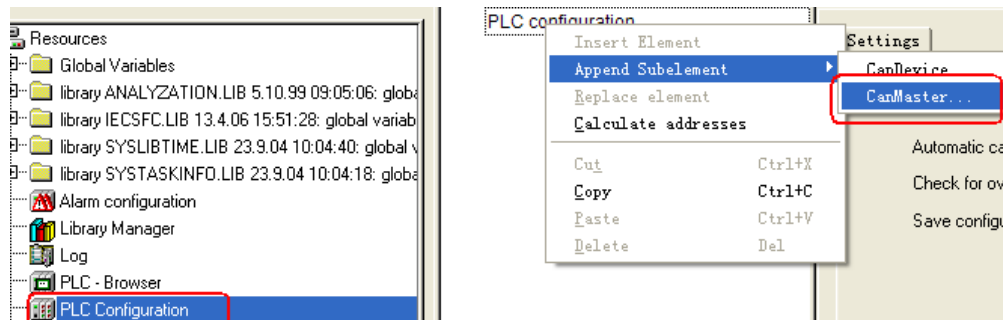 Resources
Global Variables
library ANALYZATION.LIB 5.10.99 09:05:06: globa
library IECSFC.LIB 13.4.06 15:51:28: global variab
library SYSLIBTIME.LIB 23.9.04 10:04:40: global v
library SYSTASKINFO.LIB 23.9.04 10:04:18: globa
Alarm configuration
Library Manager
Log
PLC - Browser
PLC Configuration
PLC configuration
Insert Element
Append Subelement
Replace element
Calculate addresses
Cut Ctrl+X
Copy Ctrl+C
Paste Ctrl+V
Delete Del
Settings
CanDevice
CanMaster...
Automatic ca
Check for ov
Save configu